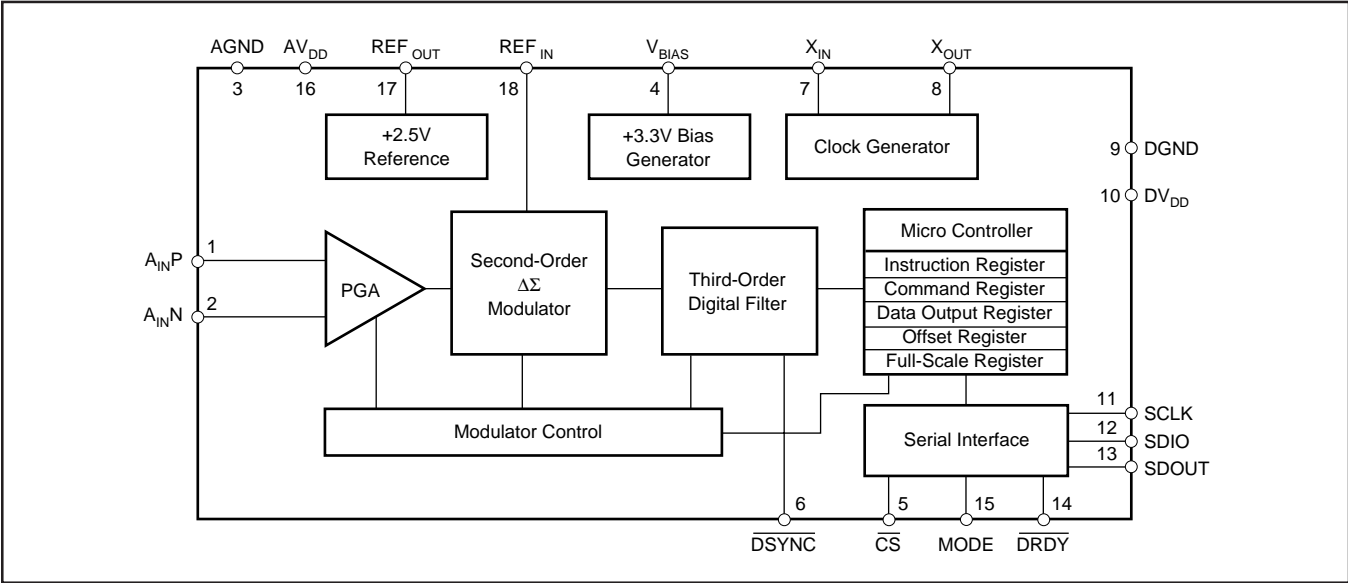 AGND AVDD REFOUT REFIN VBIAS XIN XOUT
3 16 17 18 4 7 8
+2.5V
Reference
+3.3V Bias
Generator
Clock Generator
9 DGND
10 DVDD
AINP 1
AINN 2
PGA
Second-Order
ΔΣ
Modulator
Third-Order
Digital Filter
Micro Controller
Instruction Register
Command Register
Data Output Register
Offset Register
Full-Scale Register
Modulator Control
Serial Interface
11 SCLK
12 SDIO
13 SDOUT
6 5 15 14
DSYNC CS MODE DRDY